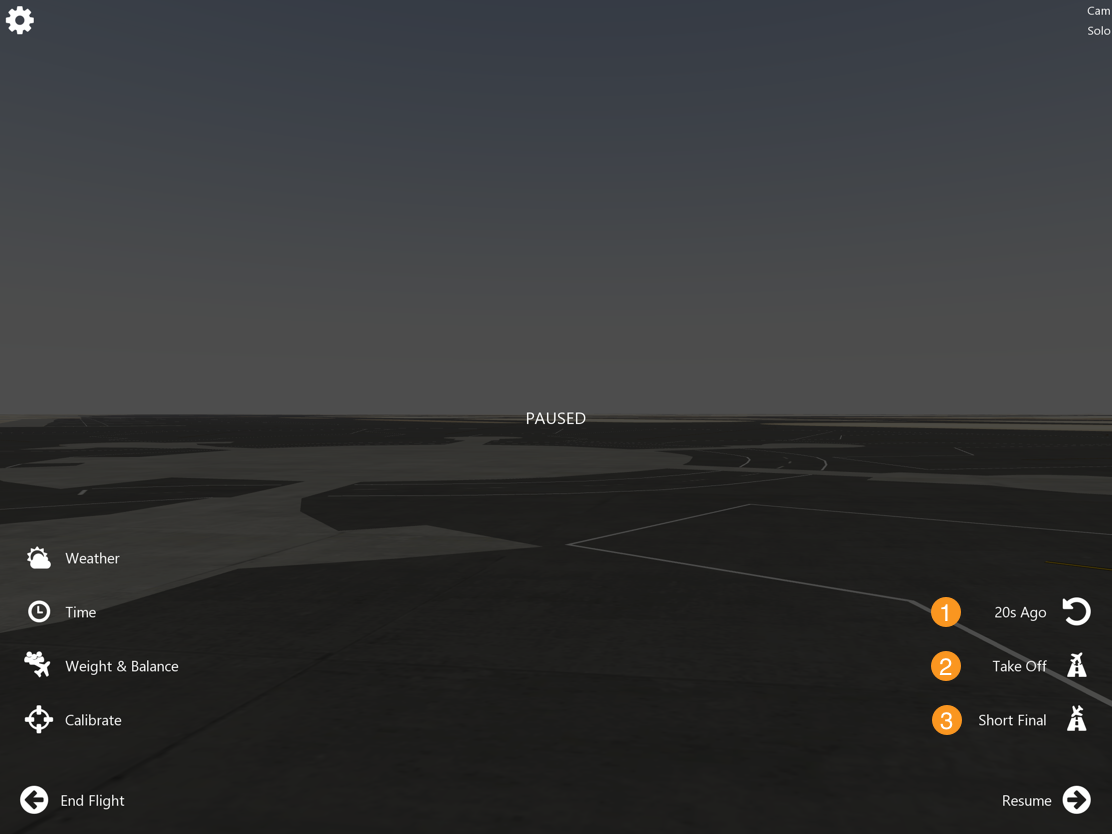 Cam
Solo
PAUSED
Weather
Time
1 20s Ago
Weight & Balance
2 Take Off
Calibrate
3 Short Final
End Flight
Resume